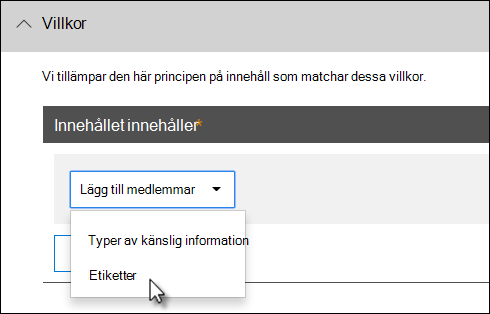 Villkor
Vi tillämpar den här principen på innehåll som matchar dessa villkor.
Innehållet innehåller*
Lägg till medlemmar
Typer av känslig information
Etiketter